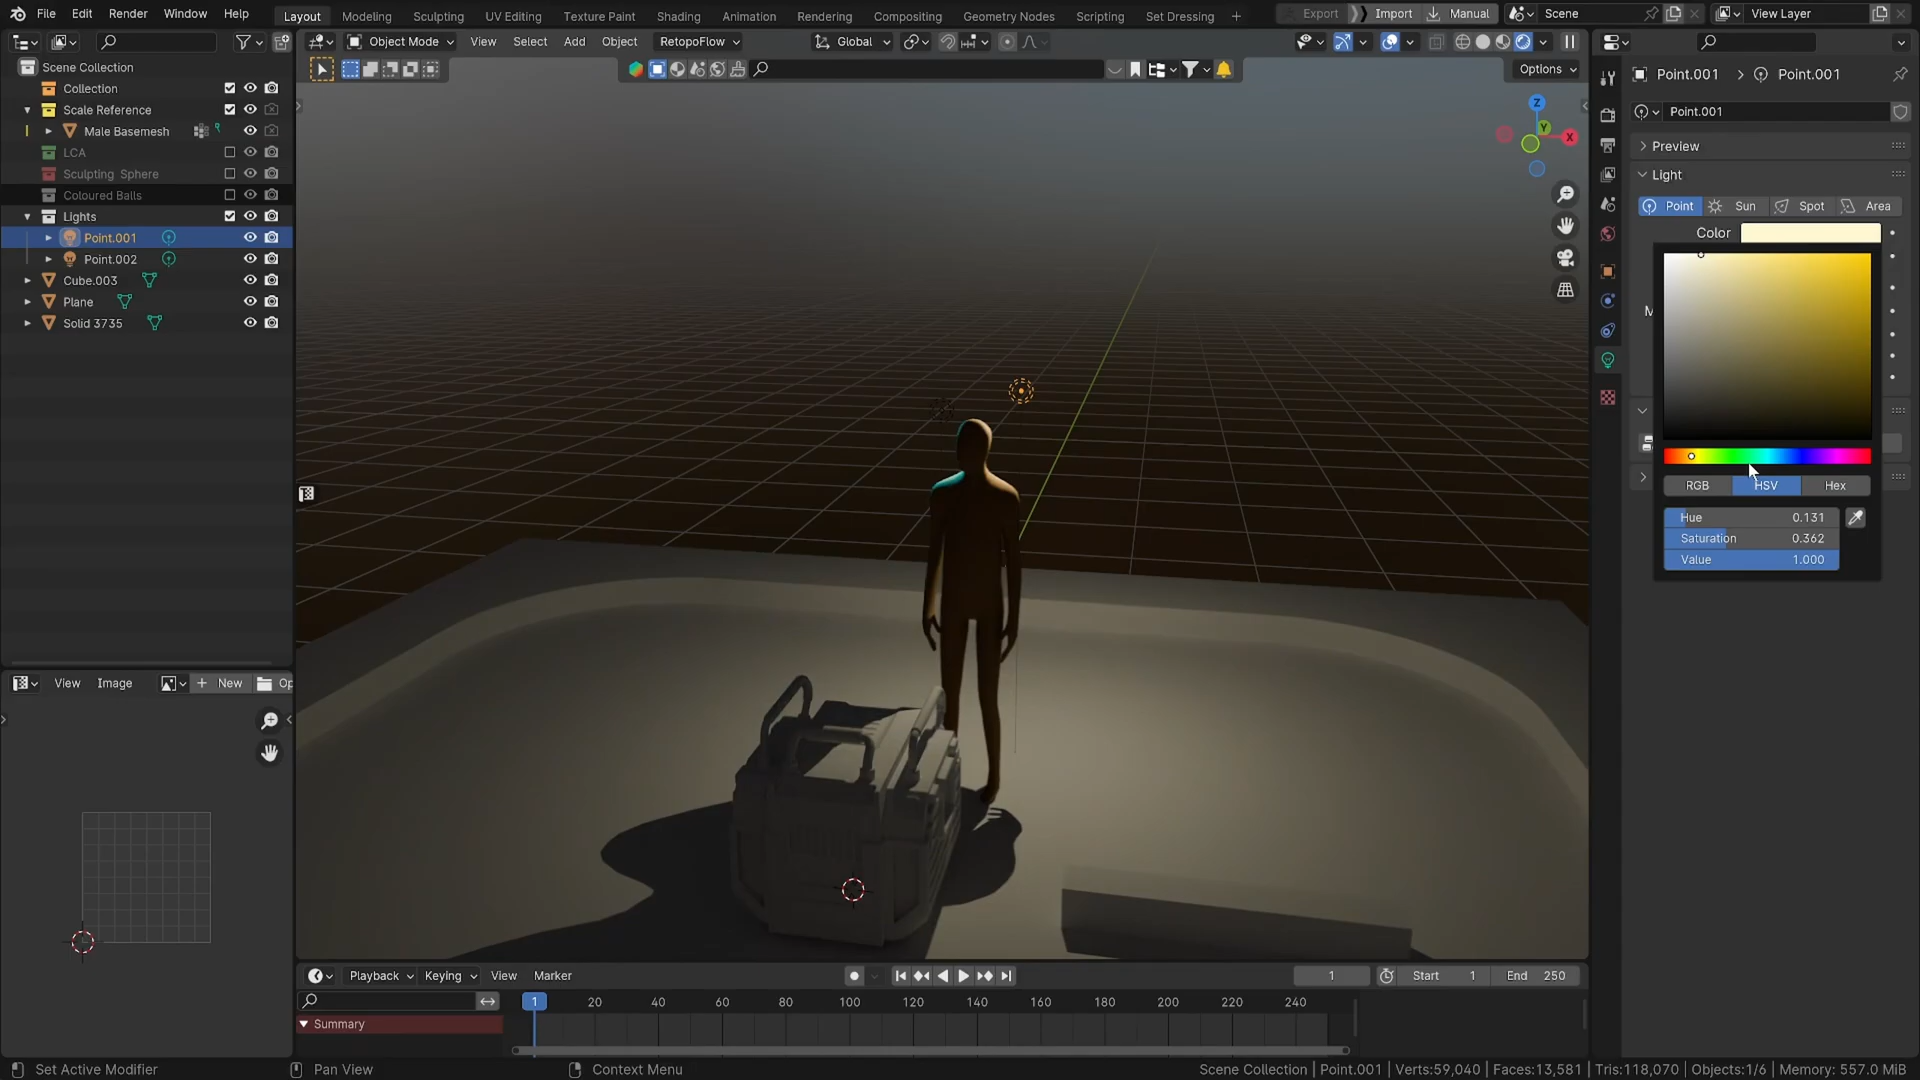 File Edit Render Window Help Layout Modeling Sculpting UV Editing Texture Paint Shading Animation Rendering Compositing Geometry Nodes Scripting Set Dressing + Export Import Manual Scene View Layer
Object Mode View Select Add Object RetopoFlow Global
Options
Scene Collection
Collection
Scale Reference
Male Basemesh
LCA
Sculpting Sphere
Coloured Balls
Lights
Point.001
Point.002
Cube.003
Plane
Solid 3735
View Image + New Op
Z
Y
X
Point.001 > Point.001
Point.001
Preview
Light
Point Sun Spot Area
Color
M
RGB HSV Hex
Hue 0.131
Saturation 0.362
Value 1.000
Playback Keying View Marker 1 Start 1 End 250
1 20 40 60 80 100 120 140 160 180 200 220 240
Summary
Set Active Modifier Pan View Context Menu Scene Collection | Point.001 | Verts:59,040 | Faces:13,581 | Tris:118,070 | Objects:1/6 | Memory: 557.0 MiB